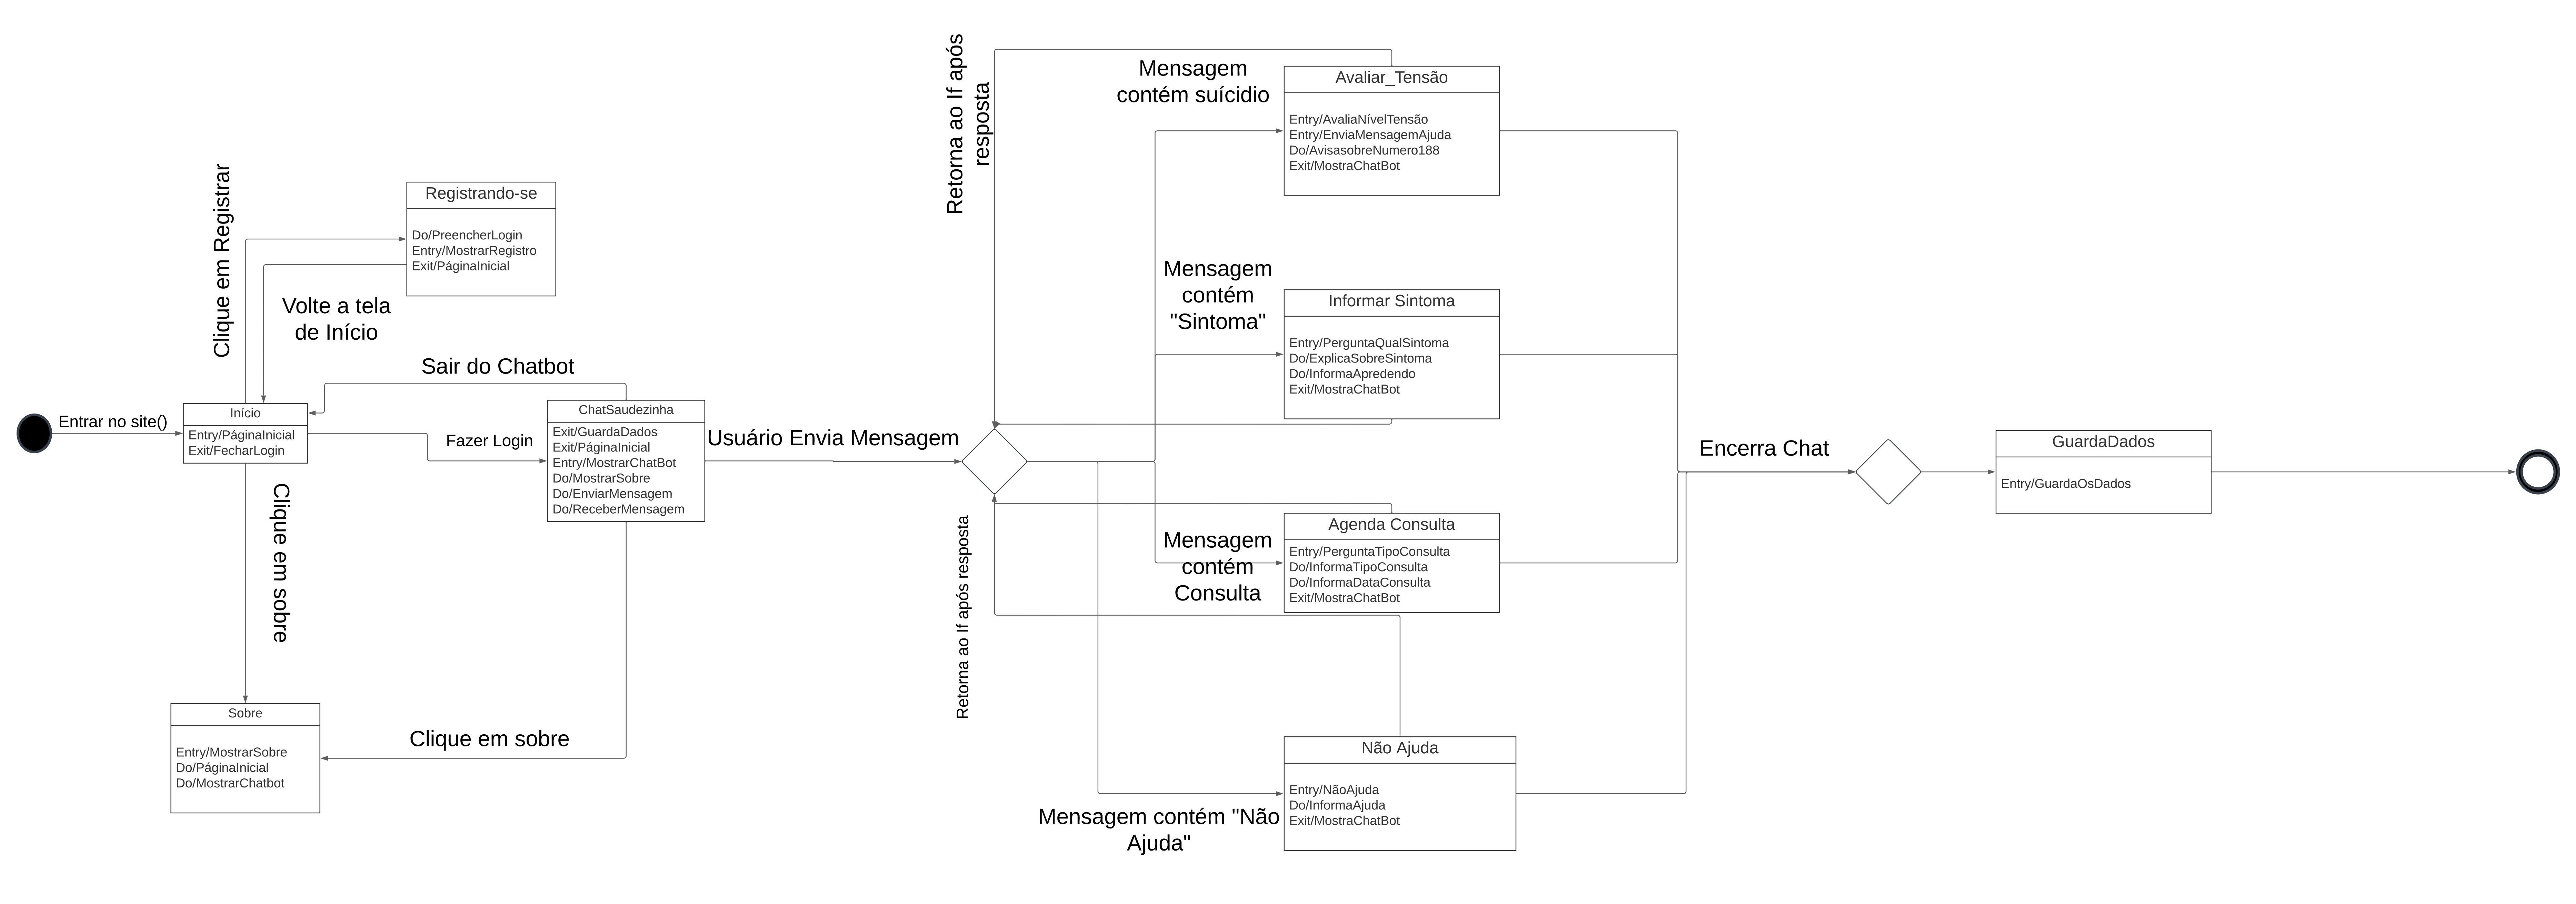 Entrar no site()
Início
Entry/PáginaInicial
Exit/FecharLogin
Clique em Registrar
Registrando-se
Do/PreencherLogin
Entry/MostrarRegistro
Exit/PáginaInicial
Volte a tela
de Início
Sair do Chatbot
Fazer Login
ChatSaudezinha
Exit/GuardaDados
Exit/PáginaInicial
Entry/MostrarChatBot
Do/MostrarSobre
Do/EnviarMensagem
Do/ReceberMensagem
Clique em sobre
Sobre
Entry/MostrarSobre
Do/PáginaInicial
Do/MostrarChatbot
Clique em sobre
Usuário Envia Mensagem
Retorna ao If após
resposta
Mensagem
contém suícidio
Avaliar_Tensão
Entry/AvaliaNívelTensão
Entry/EnviaMensagemAjuda
Do/AvisasobreNumero188
Exit/MostraChatBot
Mensagem
contém
"Sintoma"
Informar Sintoma
Entry/PerguntaQualSintoma
Do/ExplicaSobreSintoma
Do/InformaApredendo
Exit/MostraChatBot
Mensagem
contém
Consulta
Agenda Consulta
Entry/PerguntaTipoConsulta
Do/InformaTipoConsulta
Do/InformaDataConsulta
Exit/MostraChatBot
Retorna ao If após resposta
Mensagem contém "Não
Ajuda"
Não Ajuda
Entry/NãoAjuda
Do/InformaAjuda
Exit/MostraChatBot
Encerra Chat
GuardaDados
Entry/GuardaOsDados